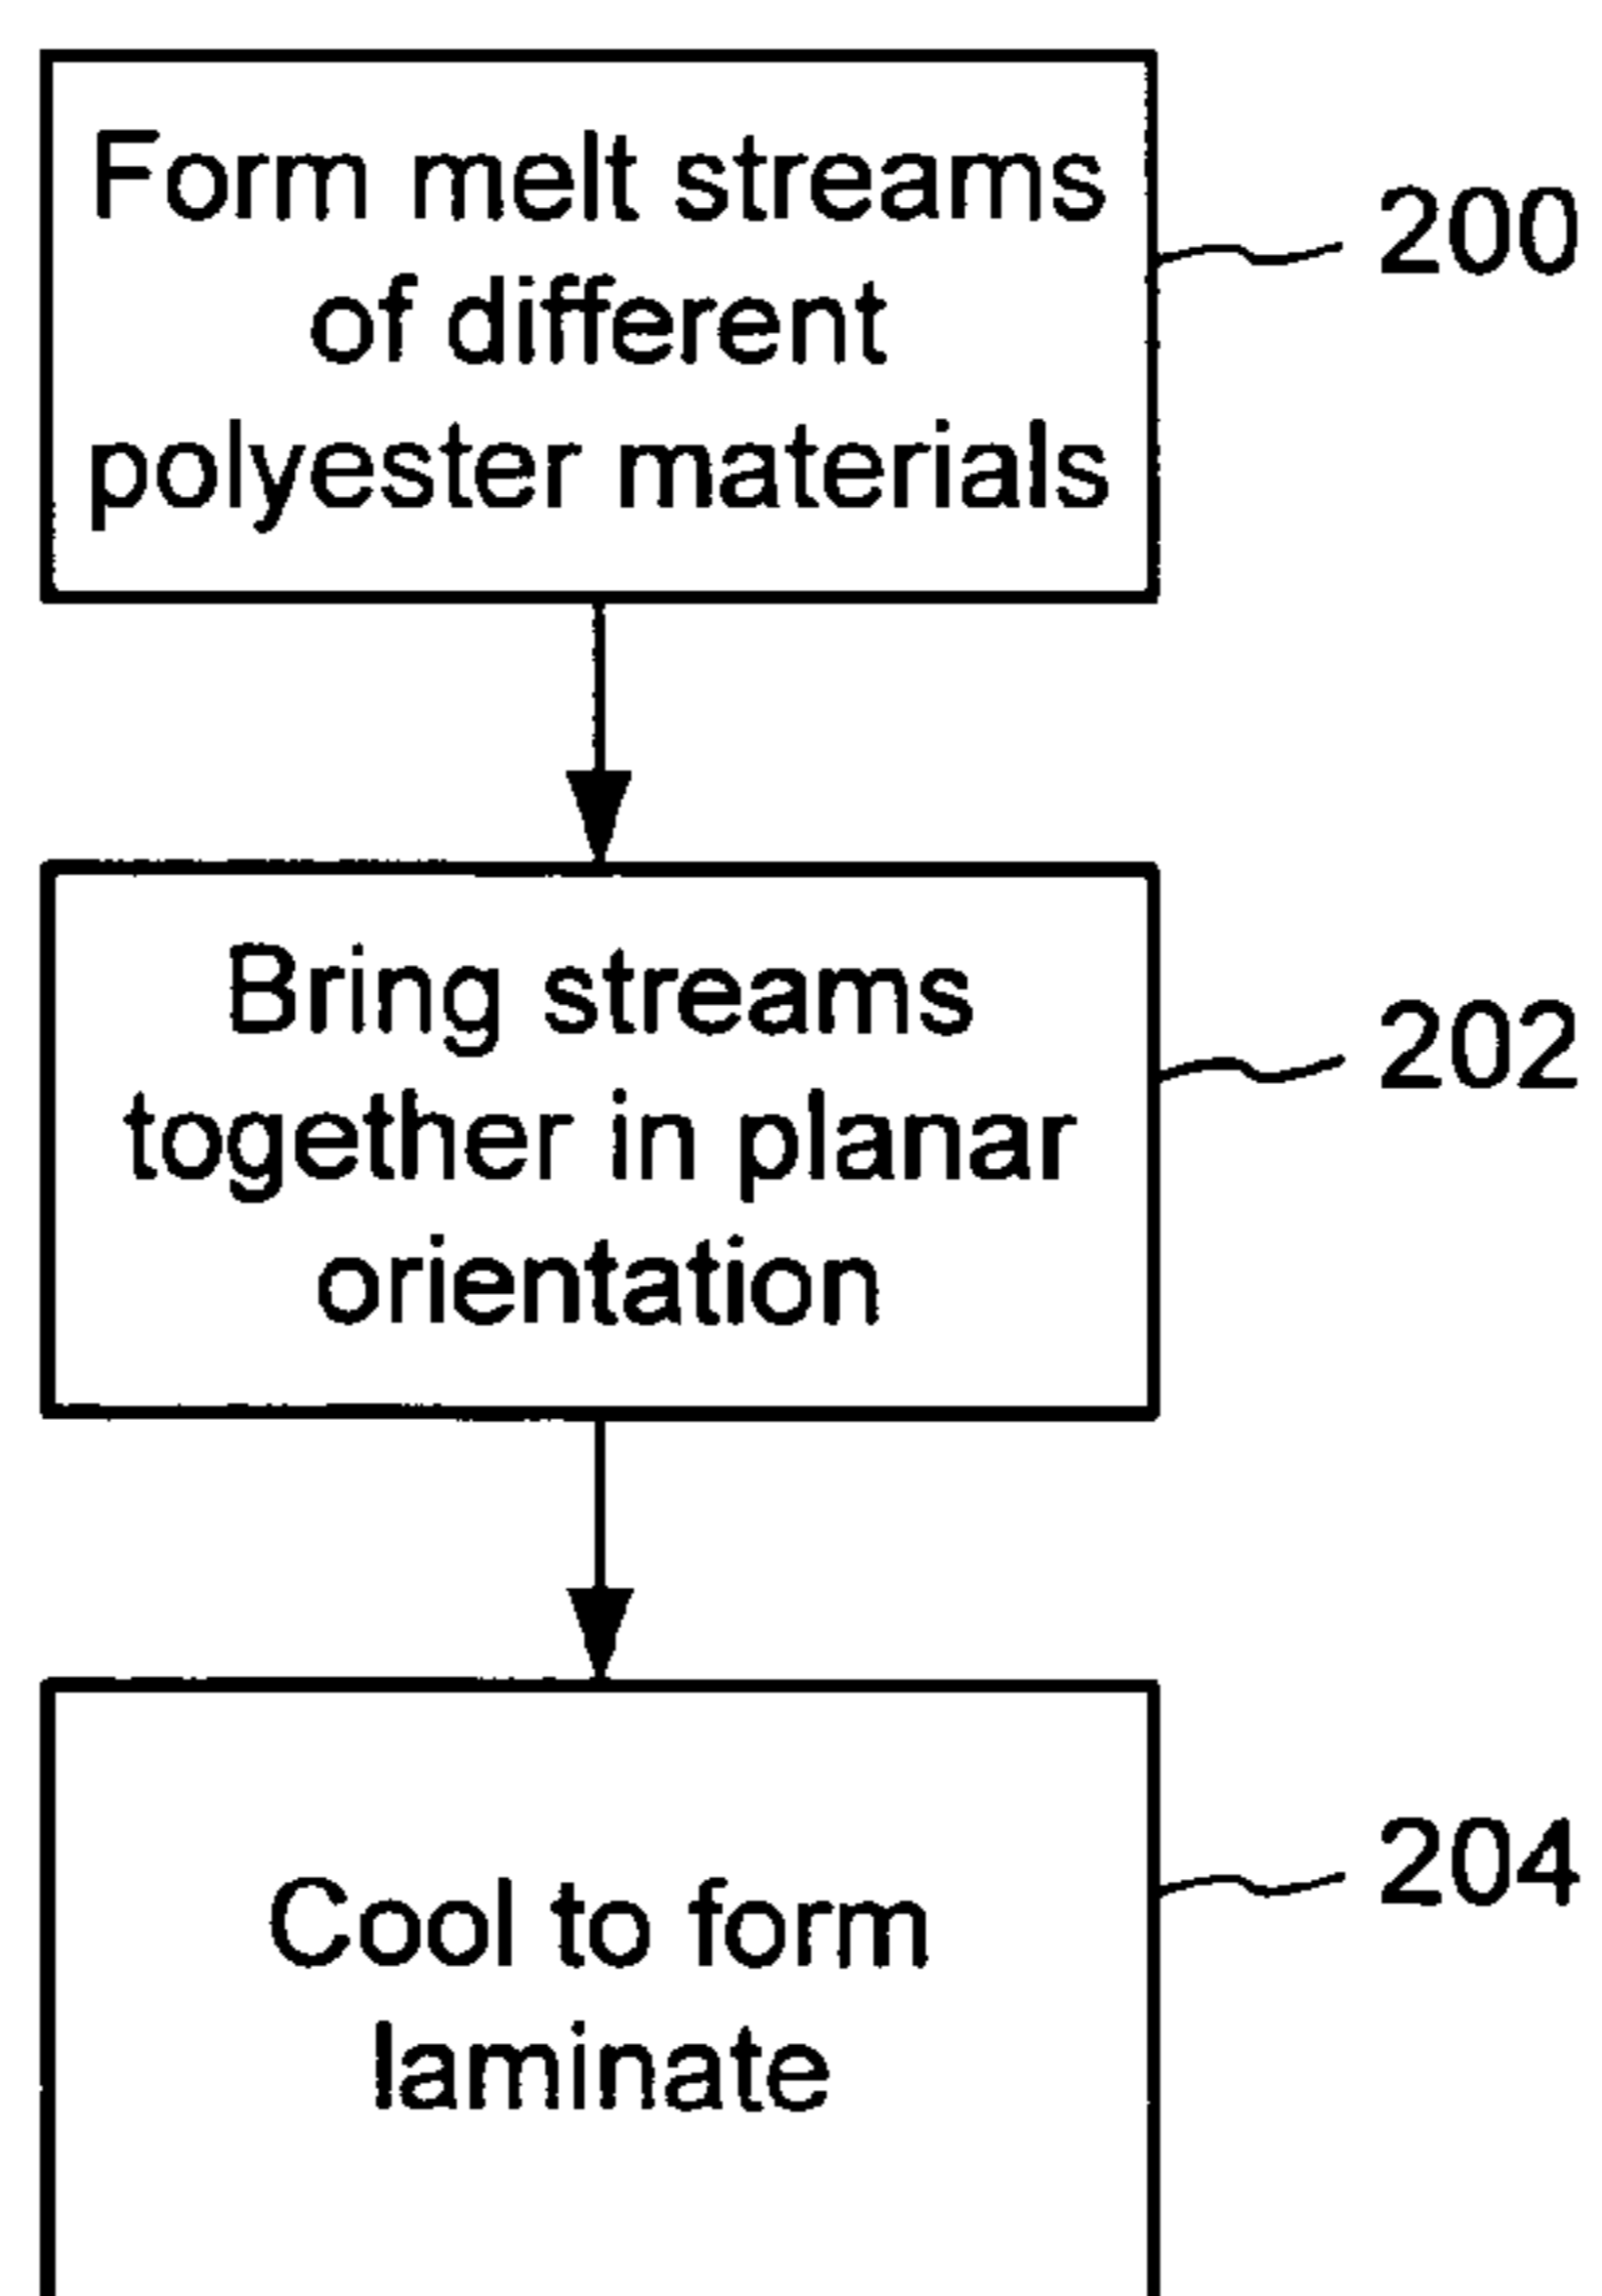 Form melt streams
of different
polyester materials
200
Bring streams
together in planar
orientation
202
Cool to form
laminate
204